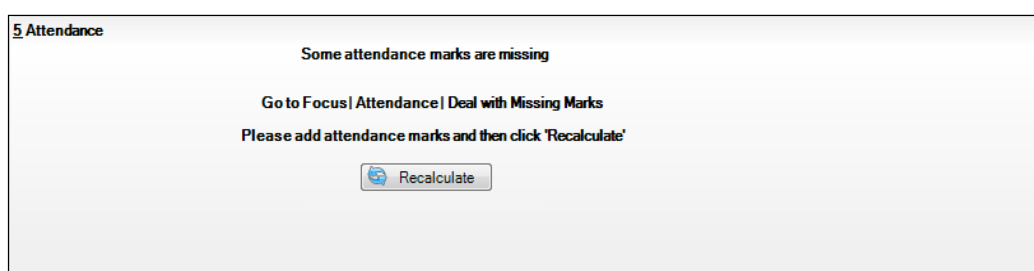 5 Attendance
Some attendance marks are missing
Go to Focus| Attendance| Deal with Missing Marks
Please add attendance marks and then click 'Recalculate'
Recalculate